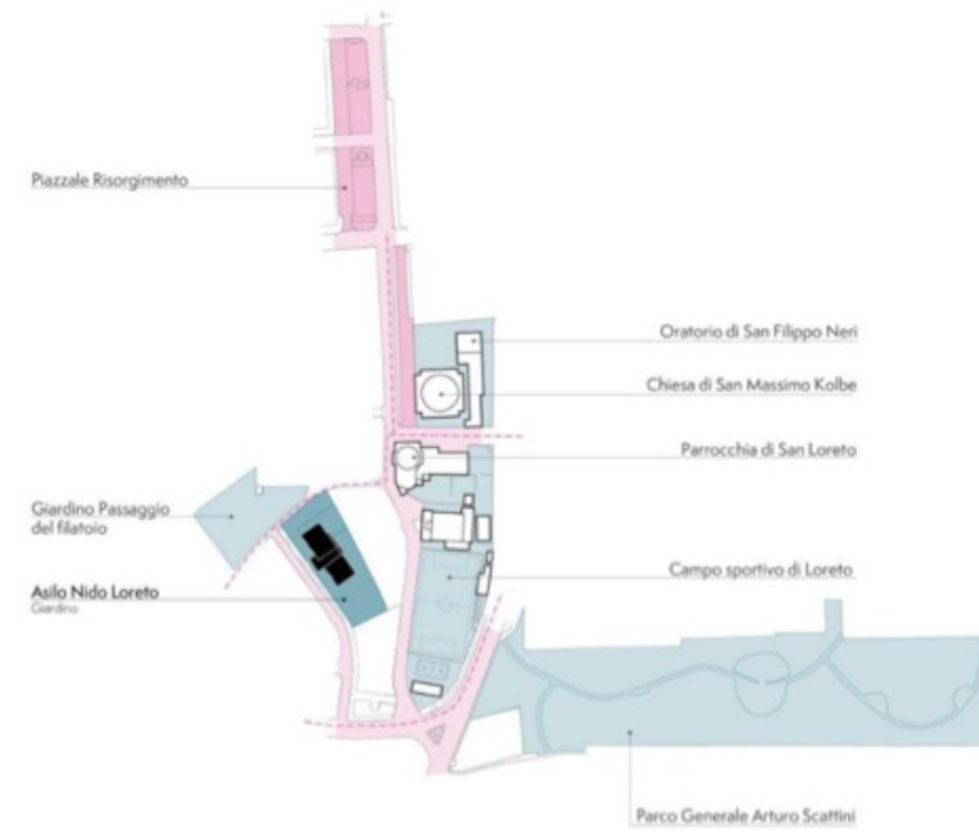 Piazzale Risorgimento
Oratorio di San Filippo Neri
Chiesa di San Massimo Kolbe
Parrocchia di San Loreto
Giardino Passaggio
del filatoio
Campo sportivo di Loreto
Asilo Nido Loreto
Giardino
Parco Generale Arturo Scattini